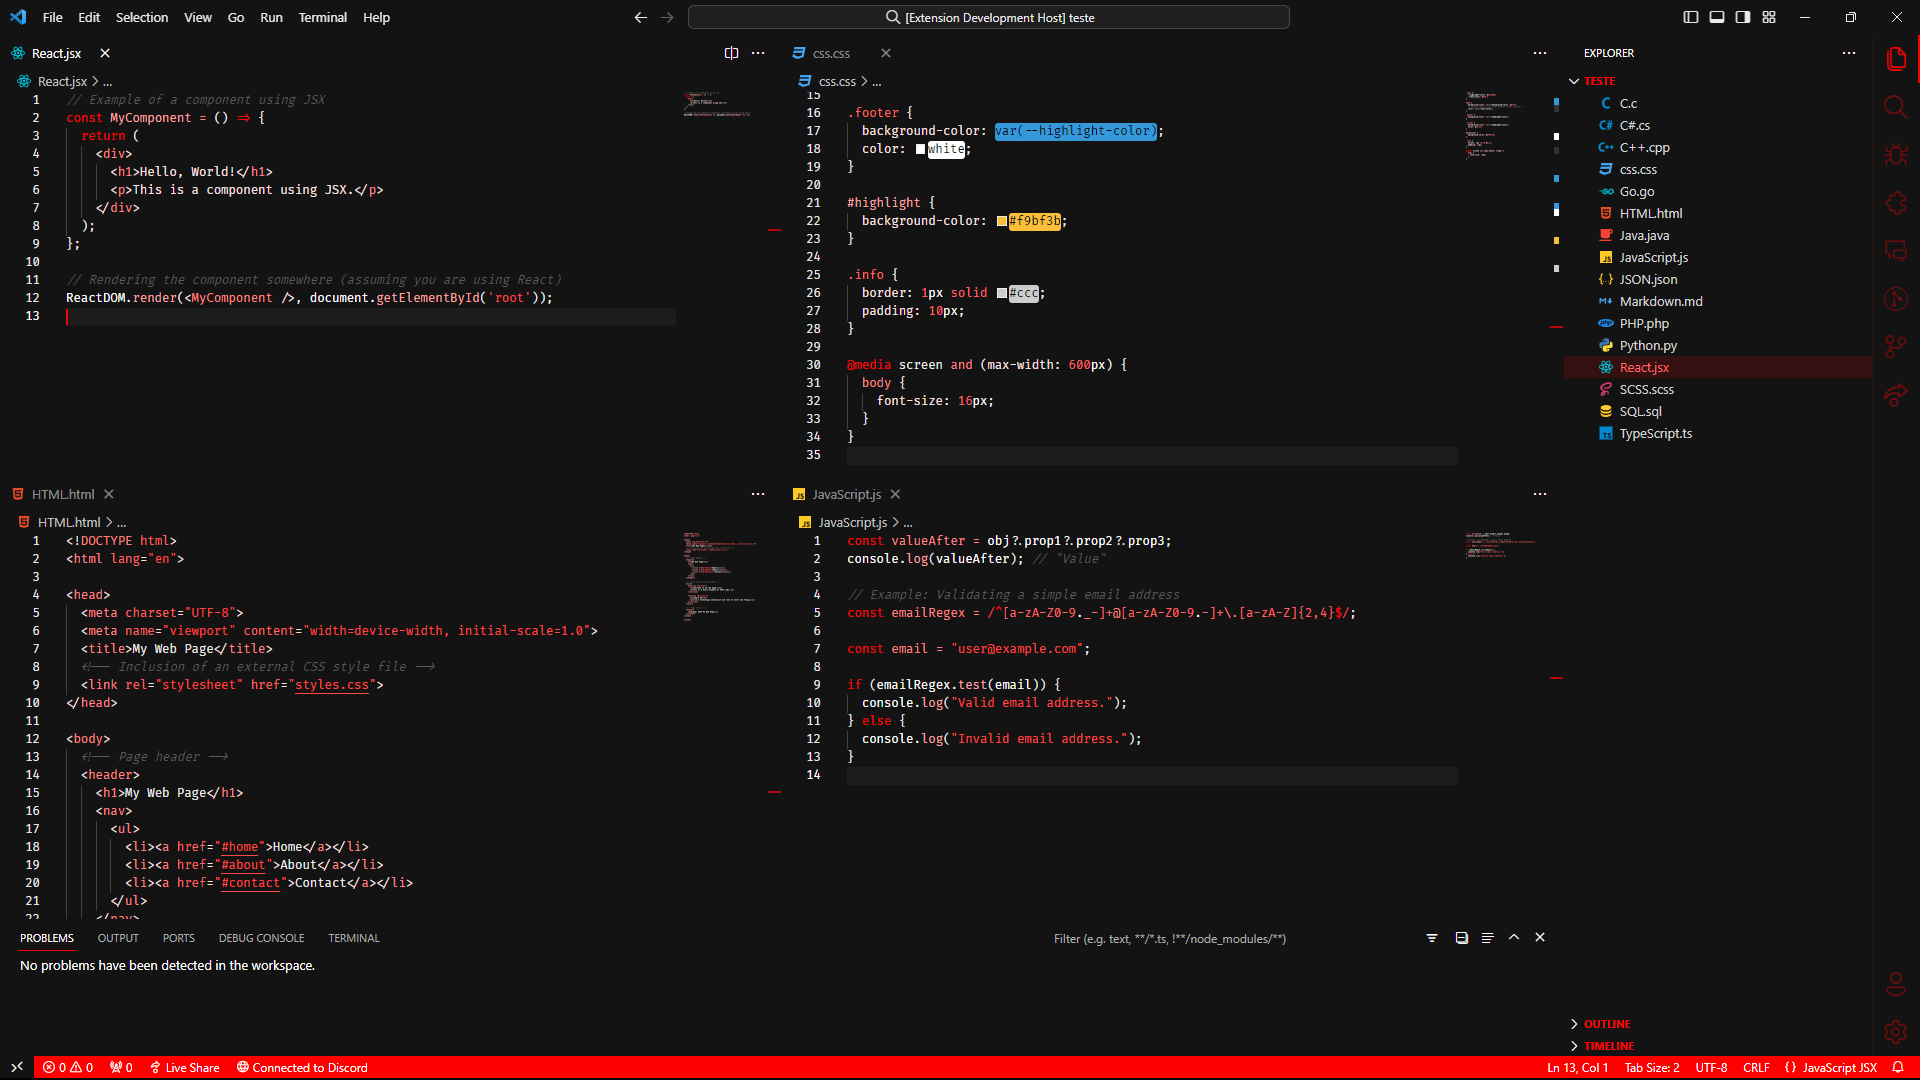 File Edit Selection View Go Run Terminal Help
[Extension Development Host] teste
React.jsx
React.jsx > ...
1 // Example of a component using JSX
2 const MyComponent = () => {
3 return (
4 <div>
5 <h1>Hello, World!</h1>
6 <p>This is a component using JSX.</p>
7 </div>
8 );
9 };
10
11 // Rendering the component somewhere (assuming you are using React)
12 ReactDOM.render(<MyComponent />, document.getElementById('root'));
13
css.css
css.css > ...
15
16 .footer {
17 background-color: var(--highlight-color);
18 color: white;
19 }
20
21 #highlight {
22 background-color: #f9bf3b;
23 }
24
25 .info {
26 border: 1px solid #ccc;
27 padding: 10px;
28 }
29
30 @media screen and (max-width: 600px) {
31 body {
32 font-size: 16px;
33 }
34 }
35
HTML.html
HTML.html > ...
1 <!DOCTYPE html>
2 <html lang="en">
3
4 <head>
5 <meta charset="UTF-8">
6 <meta name="viewport" content="width=device-width, initial-scale=1.0">
7 <title>My Web Page</title>
8 <!-- Inclusion of an external CSS style file -->
9 <link rel="stylesheet" href="styles.css">
10 </head>
11
12 <body>
13 <!-- Page header -->
14 <header>
15 <h1>My Web Page</h1>
16 <nav>
17 <ul>
18 <li><a href="#home">Home</a></li>
19 <li><a href="#about">About</a></li>
20 <li><a href="#contact">Contact</a></li>
21 </ul>
22 </nav>
JavaScript.js
JavaScript.js > ...
1 const valueAfter = obj?.prop1?.prop2?.prop3;
2 console.log(valueAfter); // "Value"
3
4 // Example: Validating a simple email address
5 const emailRegex = /^[a-zA-Z0-9._-]+@[a-zA-Z0-9.-]+\.[a-zA-Z]{2,4}$/;
6
7 const email = "user@example.com";
8
9 if (emailRegex.test(email)) {
10 console.log("Valid email address.");
11 } else {
12 console.log("Invalid email address.");
13 }
14
EXPLORER
TESTE
C.c
C#.cs
C++.cpp
css.css
Go.go
HTML.html
Java.java
JavaScript.js
JSON.json
Markdown.md
PHP.php
Python.py
React.jsx
SCSS.scss
SQL.sql
TypeScript.ts
OUTLINE
TIMELINE
PROBLEMS OUTPUT PORTS DEBUG CONSOLE TERMINAL
Filter (e.g. text, **/*.ts, !**/node_modules/**)
No problems have been detected in the workspace.
0 0 0 Live Share Connected to Discord
Ln 13, Col 1 Tab Size: 2 UTF-8 CRLF {} JavaScript JSX